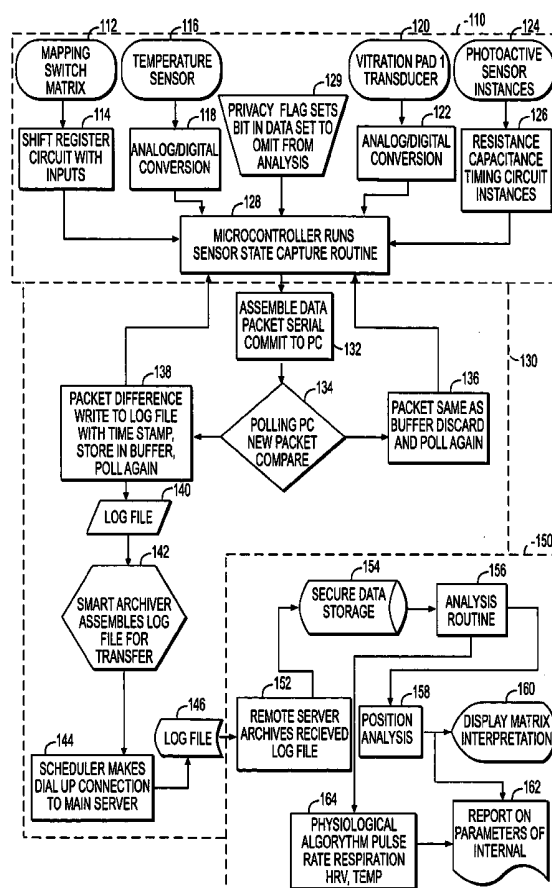 112
MAPPING
SWITCH
MATRIX
114
SHIFT REGISTER
CIRCUIT WITH
INPUTS
116
TEMPERATURE
SENSOR
118
ANALOG/DIGITAL
CONVERSION
129
PRIVACY FLAG SETS
BIT IN DATA SET TO
OMIT FROM
ANALYSIS
120
VITRATION PAD 1
TRANSDUCER
122
ANALOG/DIGITAL
CONVERSION
110
124
PHOTOACTIVE
SENSOR
INSTANCES
126
RESISTANCE
CAPACITANCE
TIMING CIRCUIT
INSTANCES
128
MICROCONTROLLER RUNS
SENSOR STATE CAPTURE ROUTINE
130
ASSEMBLE DATA
PACKET SERIAL
COMMIT TO PC
132
134
POLLING PC
NEW PACKET
COMPARE
136
PACKET SAME AS
BUFFER DISCARD
AND POLL AGAIN
138
PACKET DIFFERENCE
WRITE TO LOG FILE
WITH TIME STAMP,
STORE IN BUFFER,
POLL AGAIN
140
LOG FILE
142
SMART ARCHIVER
ASSEMBLES LOG
FILE FOR
TRANSFER
144
SCHEDULER MAKES
DIAL UP CONNECTION
TO MAIN SERVER
146
LOG FILE
150
152
REMOTE SERVER
ARCHIVES RECIEVED
LOG FILE
154
SECURE DATA
STORAGE
156
ANALYSIS
ROUTINE
158
POSITION
ANALYSIS
160
DISPLAY MATRIX
INTERPRETATION
162
REPORT ON
PARAMETERS OF
INTERNAL
164
PHYSIOLOGICAL
ALGORYTHM PULSE
RATE RESPIRATION
HRV, TEMP